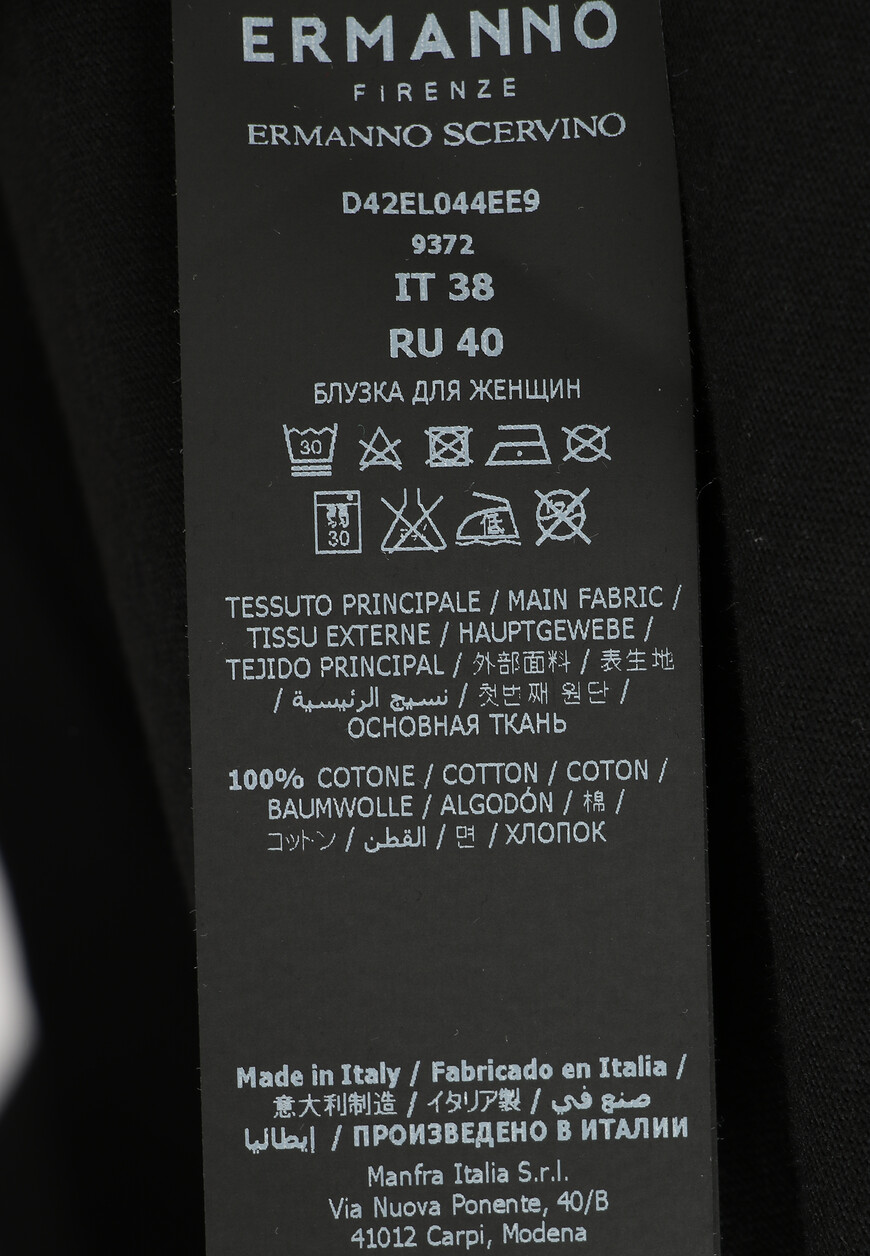 ERMANNO
FIRENZE
ERMANNO SCERVINO
D42EL044EE9
9372
IT 38
RU 40
БЛУЗКА ДЛЯ ЖЕНЩИН
30
30 低
TESSUTO PRINCIPALE / MAIN FABRIC /
TISSU EXTERNE / HAUPTGEWEBE /
TEJIDO PRINCIPAL / 外部面料 / 表生地
/ نسيج الرئيسية / 첫번째 원단 /
ОСНОВНАЯ ТКАНЬ
100% COTONE / COTTON / COTON /
BAUMWOLLE / ALGODÓN / 棉 /
コットン / القطن / 면 / ХЛОПОК
Made in Italy / Fabricado en Italia /
意大利制造 / イタリア製 / صنع في
إيطاليا / ПРОИЗВЕДЕНО В ИТАЛИИ
Manfra Italia S.r.l.
Via Nuova Ponente, 40/B
41012 Carpi, Modena